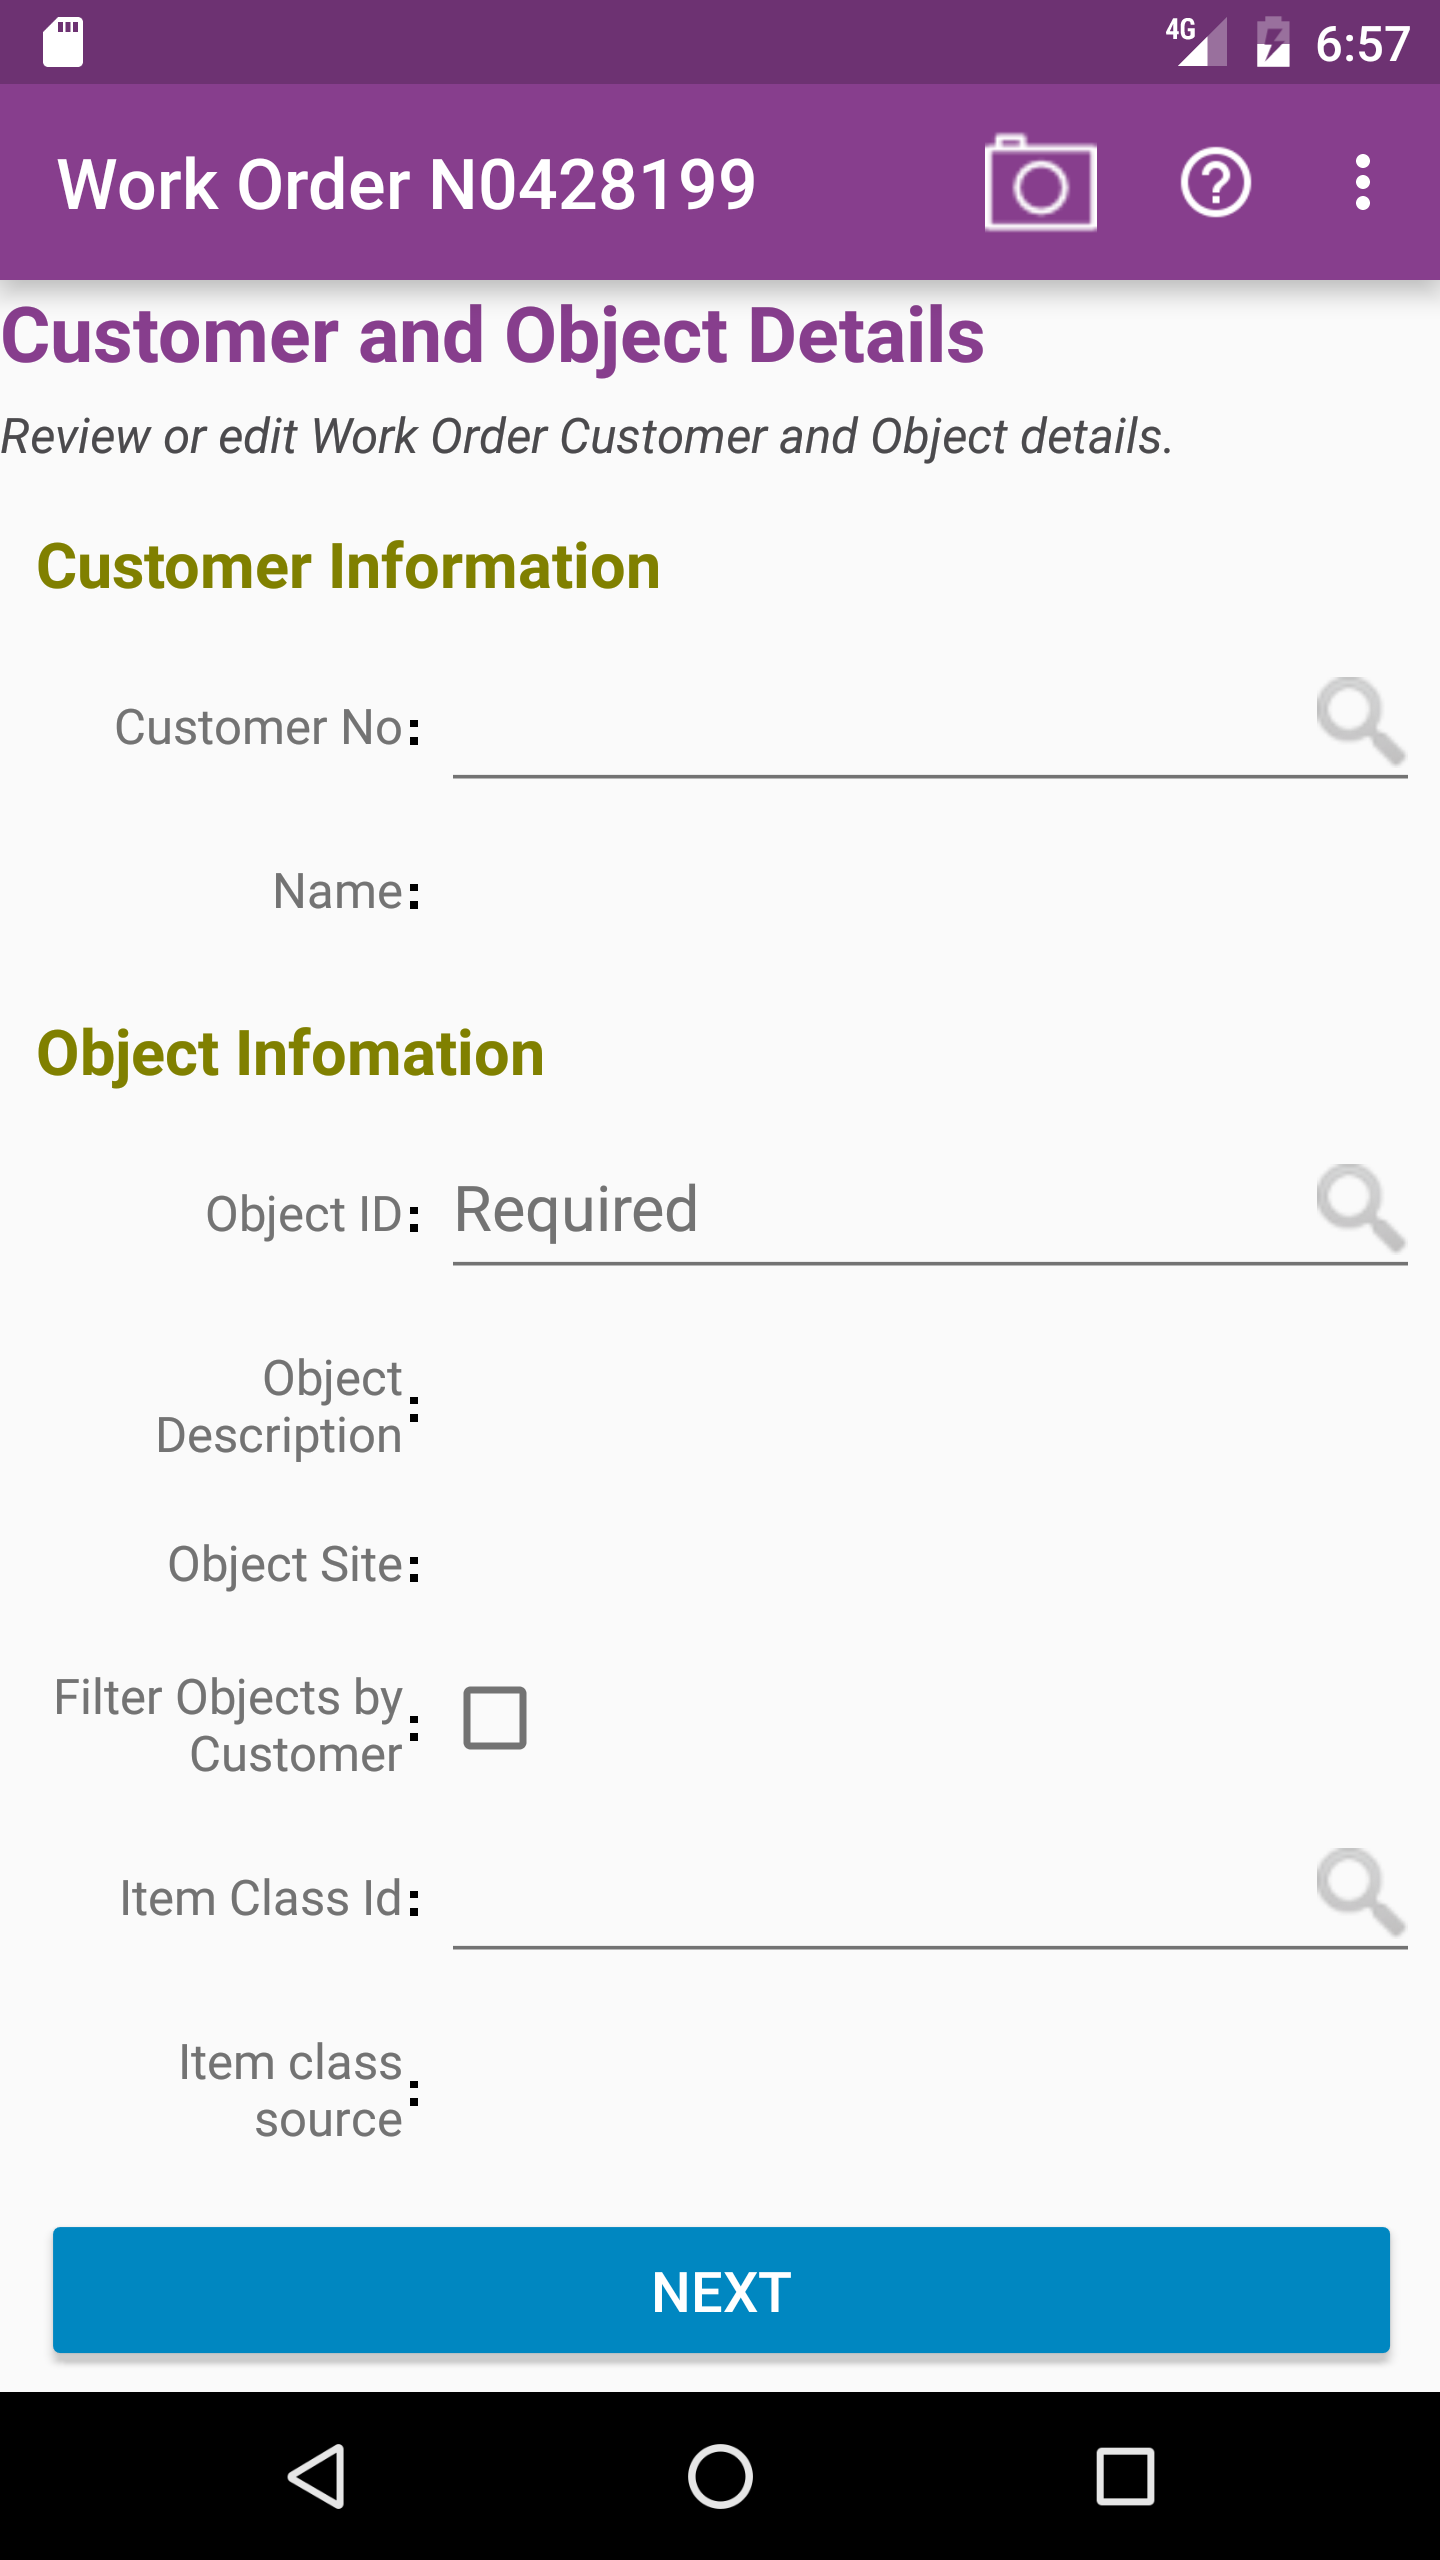 4G 6:57
Work Order N0428199
Customer and Object Details
Review or edit Work Order Customer and Object details.
Customer Information
Customer No:
Name:
Object Infomation
Object ID: Required
Object
Description:
Object Site:
Filter Objects by
Customer:
Item Class Id:
Item class
source:
NEXT